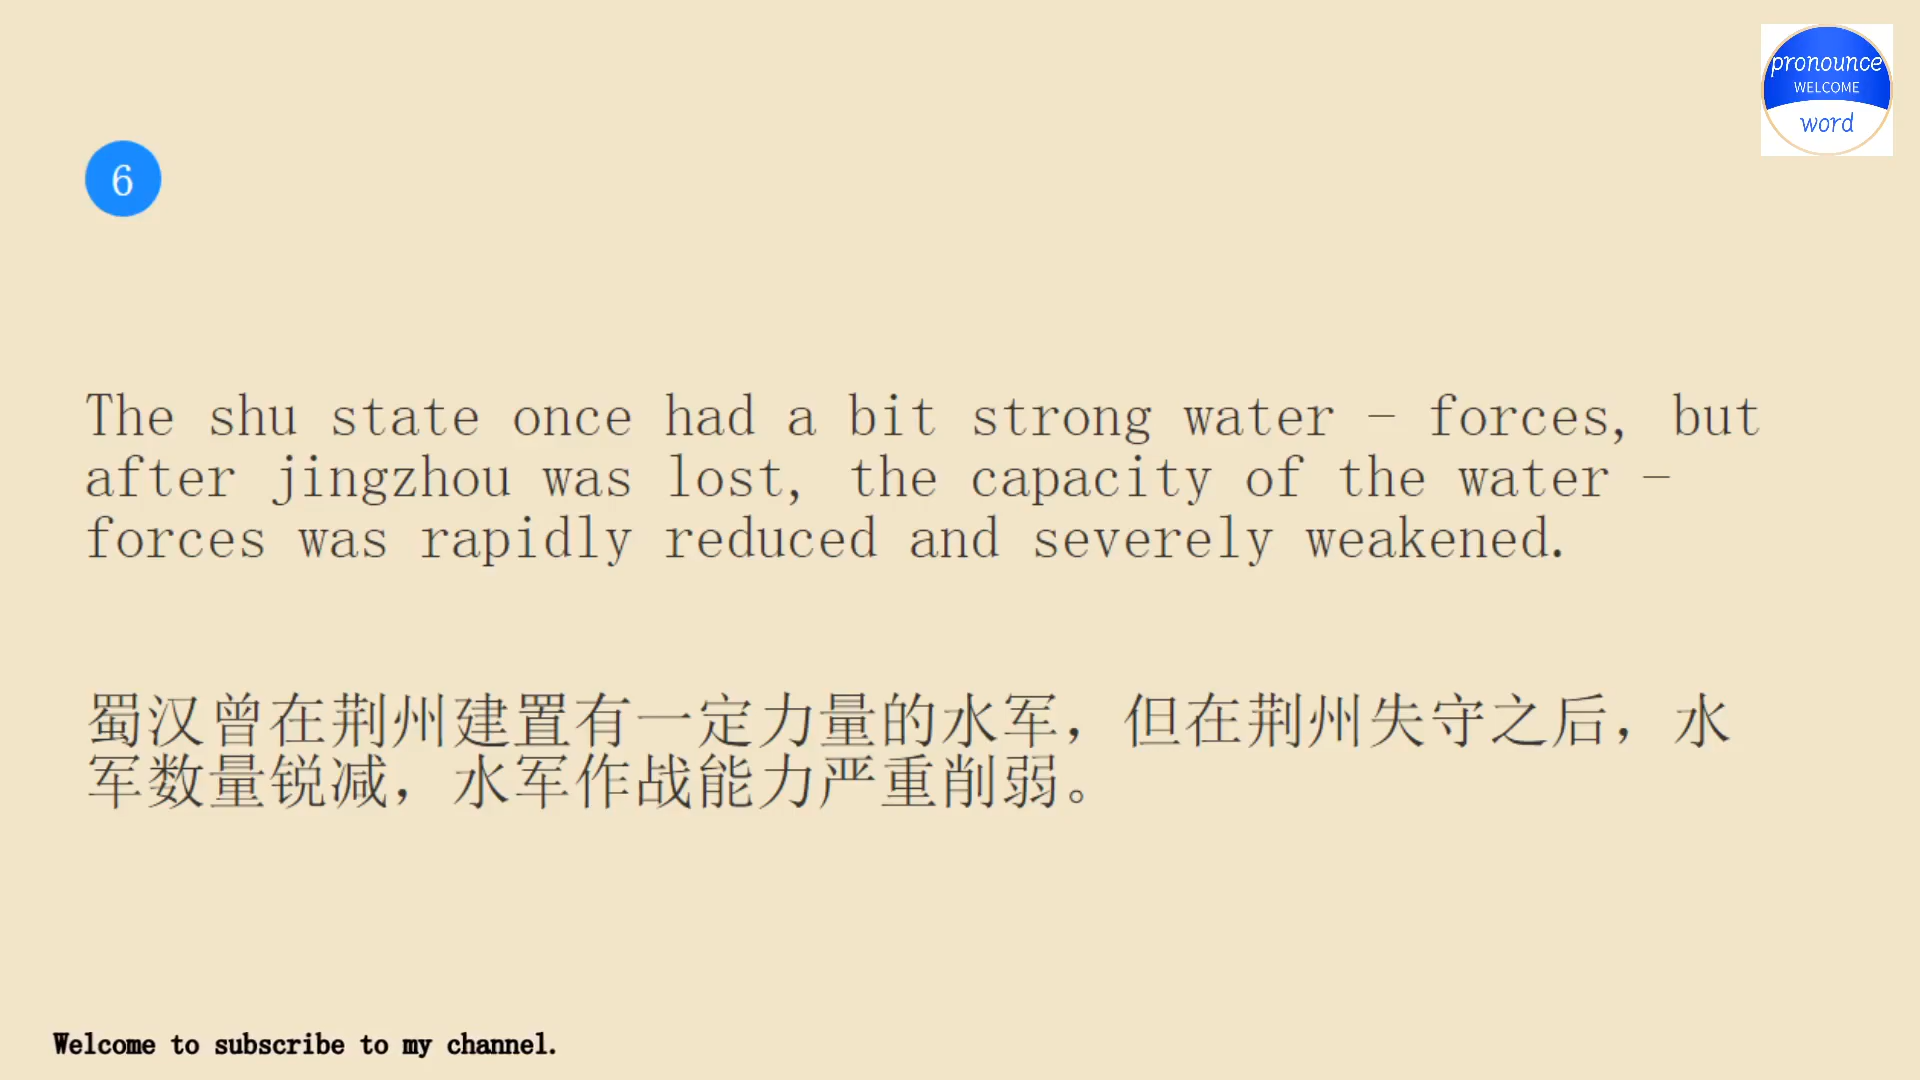 pronounce
WELCOME
word
6
The shu state once had a bit strong water - forces, but
after jingzhou was lost, the capacity of the water -
forces was rapidly reduced and severely weakened.
蜀汉曾在荆州建置有一定力量的水军，但在荆州失守之后，水
军数量锐减，水军作战能力严重削弱。
Welcome to subscribe to my channel.